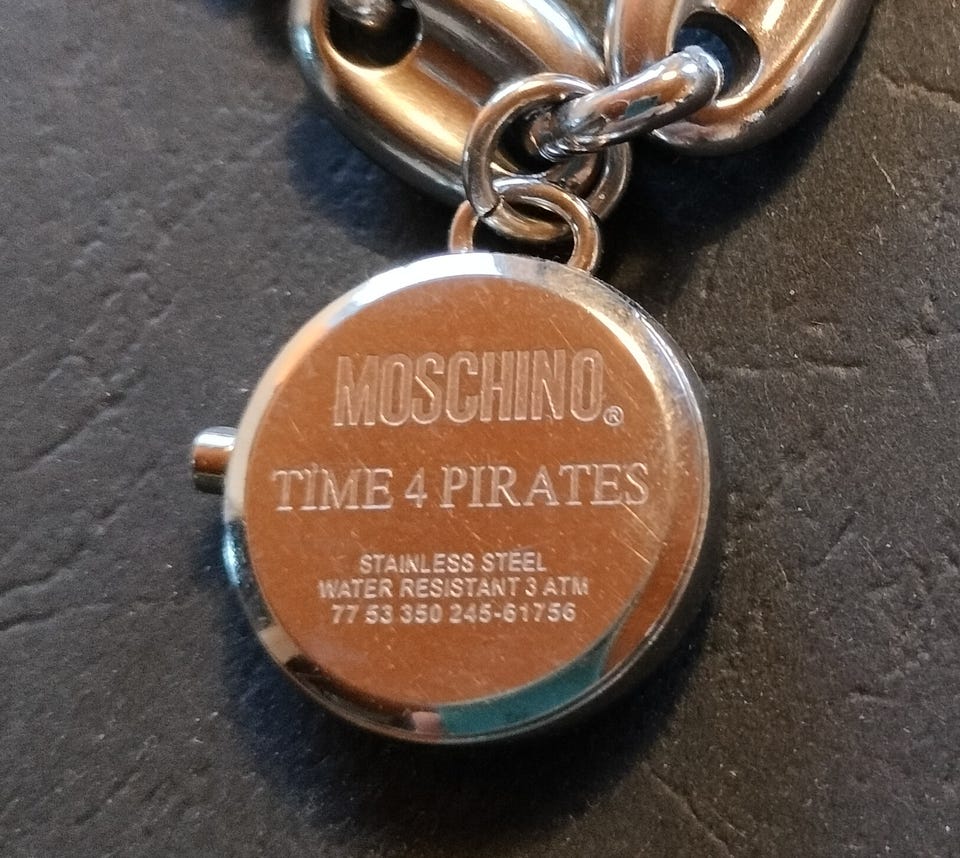 MOSCHINO®
TIME 4 PIRATES
STAINLESS STEEL
WATER RESISTANT 3 ATM
77 53 350 245-61756